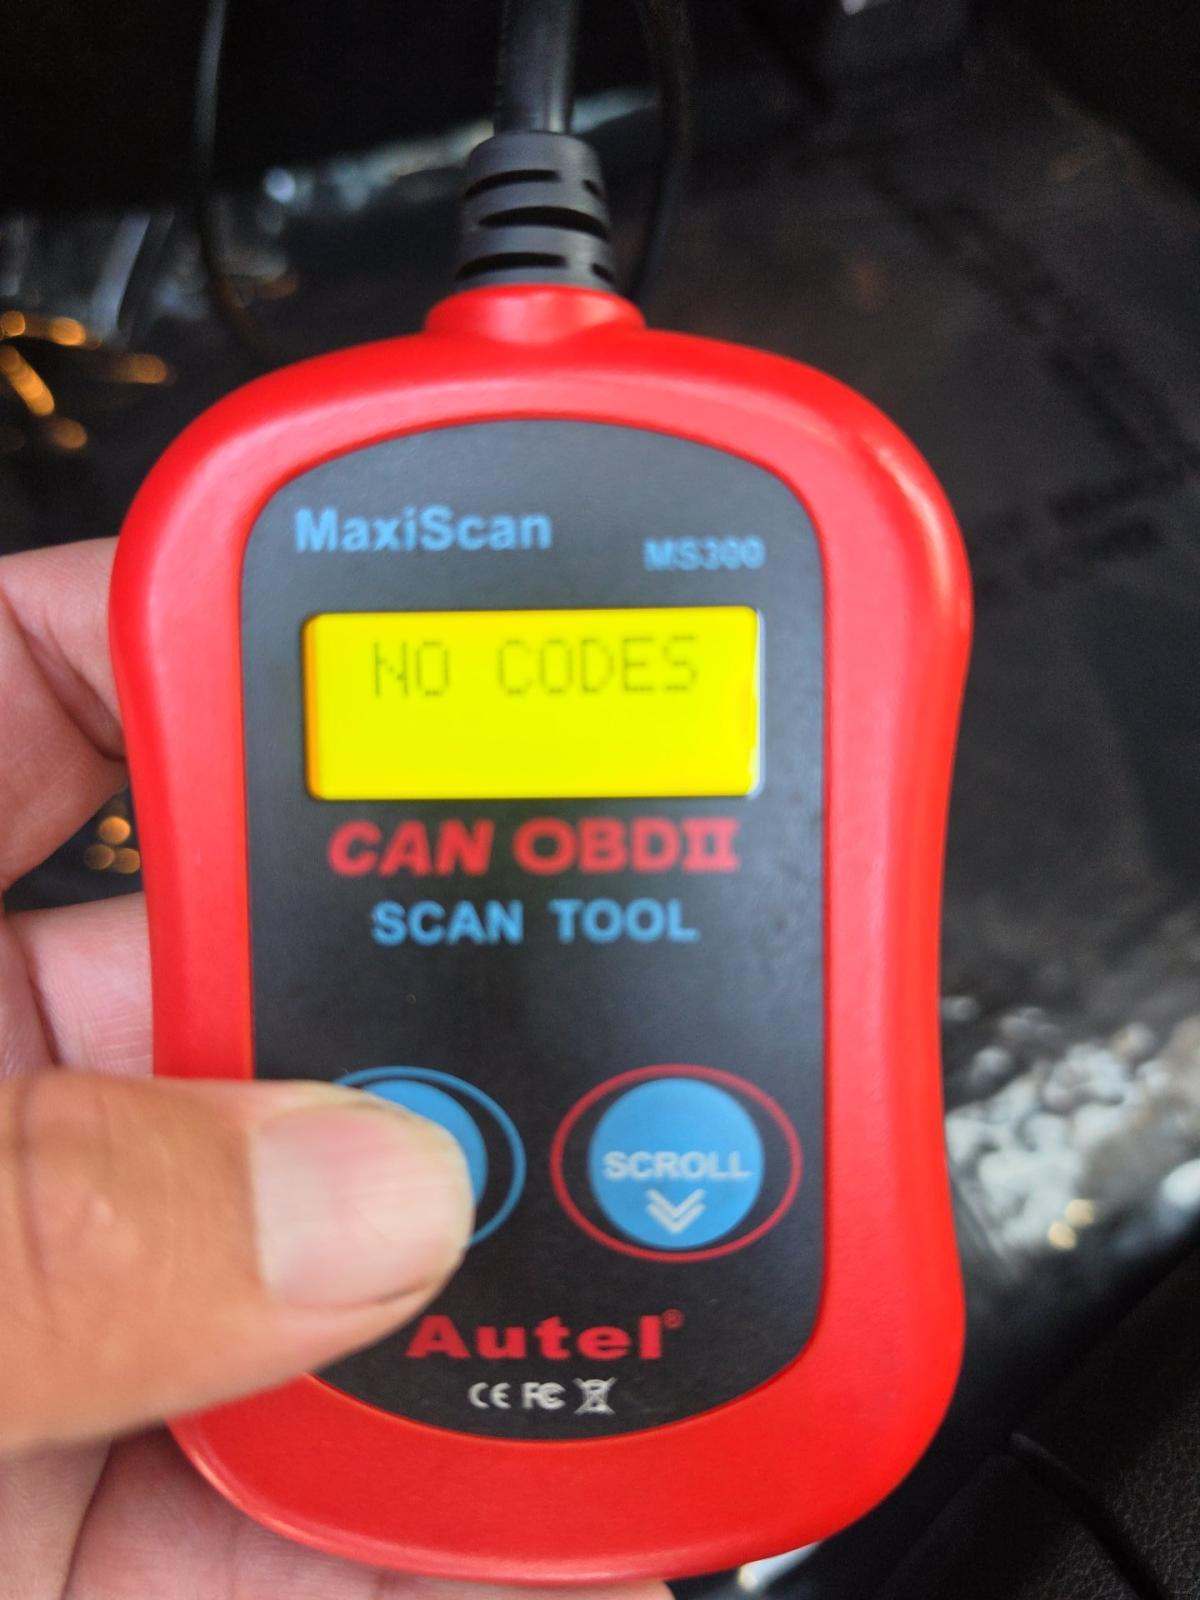 MaxiScan
MS300
NO CODES
CAN OBDII
SCAN TOOL
SCROLL
Autel®
CE FC